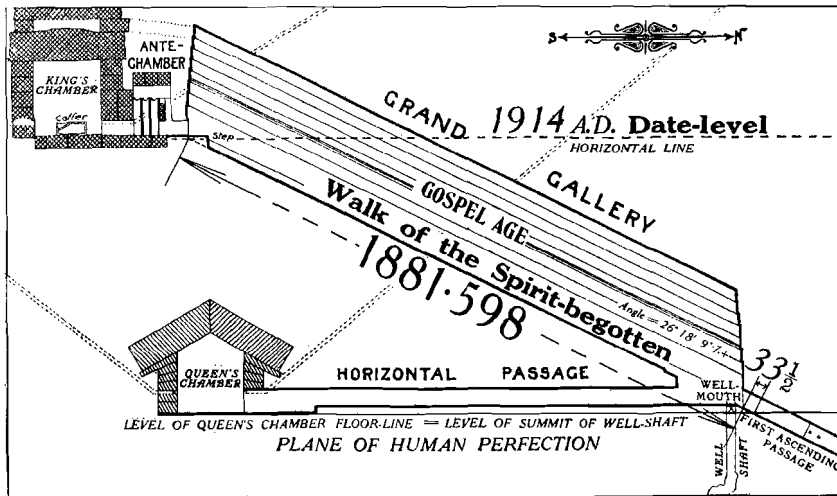 ANTE-
CHAMBER
KING'S
CHAMBER
Coffer
Step
S N
GRAND
GALLERY
1914 A.D. Date-level
HORIZONTAL LINE
GOSPEL AGE
Walk of the Spirit-begotten
1881·598
Angle = 26° 18' 9"·7+
33½
QUEEN'S
CHAMBER
HORIZONTAL PASSAGE
WELL-
MOUTH
LEVEL OF QUEEN'S CHAMBER FLOOR-LINE = LEVEL OF SUMMIT OF WELL-SHAFT
PLANE OF HUMAN PERFECTION
FIRST ASCENDING
PASSAGE
WELL
SHAFT